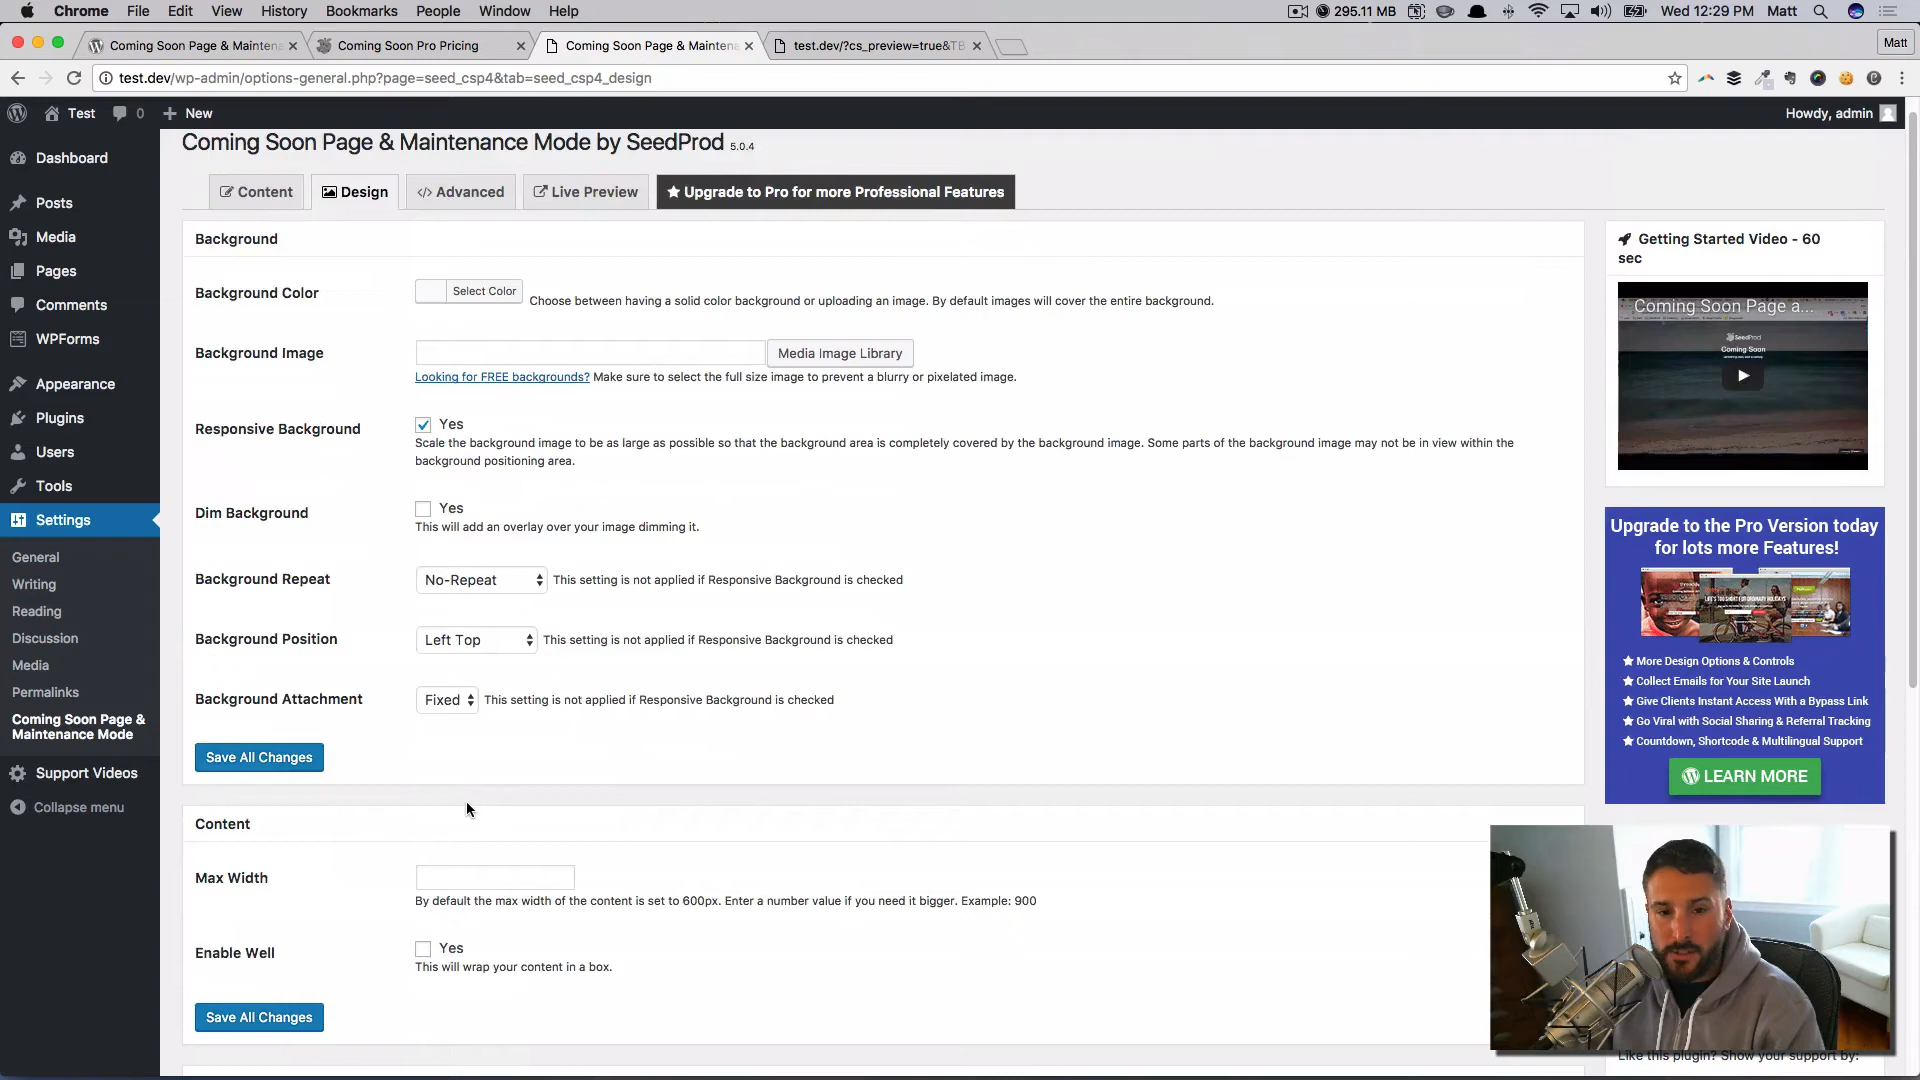 Chrome File Edit View History Bookmarks People Window Help 295.11 MB Wed 12:29 PM Matt
Coming Soon Page & Maintena
Coming Soon Pro Pricing
Coming Soon Page & Maintena
test.dev/?cs_preview=true&TB
Matt
test.dev/wp-admin/options-general.php?page=seed_csp4&tab=seed_csp4_design
Test 0 New Howdy, admin
Dashboard
Posts
Media
Pages
Comments
WPForms
Appearance
Plugins
Users
Tools
Settings
General
Writing
Reading
Discussion
Media
Permalinks
Coming Soon Page &
Maintenance Mode
Support Videos
Collapse menu
Coming Soon Page & Maintenance Mode by SeedProd 5.0.4
Content Design Advanced Live Preview Upgrade to Pro for more Professional Features
Background
Background Color Select Color Choose between having a solid color background or uploading an image. By default images will cover the entire background.
Background Image Media Image Library
Looking for FREE backgrounds? Make sure to select the full size image to prevent a blurry or pixelated image.
Responsive Background Yes
Scale the background image to be as large as possible so that the background area is completely covered by the background image. Some parts of the background image may not be in view within the
background positioning area.
Dim Background Yes
This will add an overlay over your image dimming it.
Background Repeat No-Repeat This setting is not applied if Responsive Background is checked
Background Position Left Top This setting is not applied if Responsive Background is checked
Background Attachment Fixed This setting is not applied if Responsive Background is checked
Save All Changes
Content
Max Width
By default the max width of the content is set to 600px. Enter a number value if you need it bigger. Example: 900
Enable Well Yes
This will wrap your content in a box.
Save All Changes
Getting Started Video - 60
sec
Coming Soon Page a...
SeedProd
Coming Soon
Upgrade to the Pro Version today
for lots more Features!
More Design Options & Controls
Collect Emails for Your Site Launch
Give Clients Instant Access With a Bypass Link
Go Viral with Social Sharing & Referral Tracking
Countdown, Shortcode & Multilingual Support
LEARN MORE
Like this plugin? Show your support by: